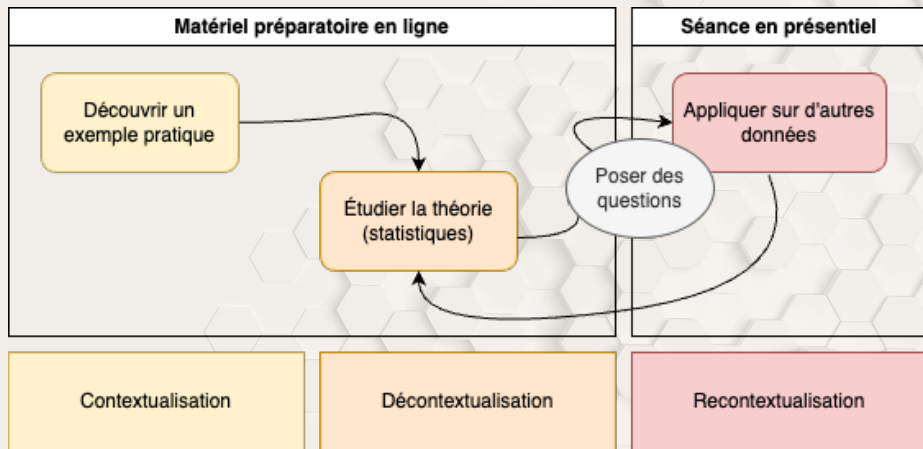 Matériel préparatoire en ligne
Séance en présentiel
Découvrir un
exemple pratique
Appliquer sur d'autres
données
Poser des
questions
Étudier la théorie
(statistiques)
Contextualisation
Décontextualisation
Recontextualisation